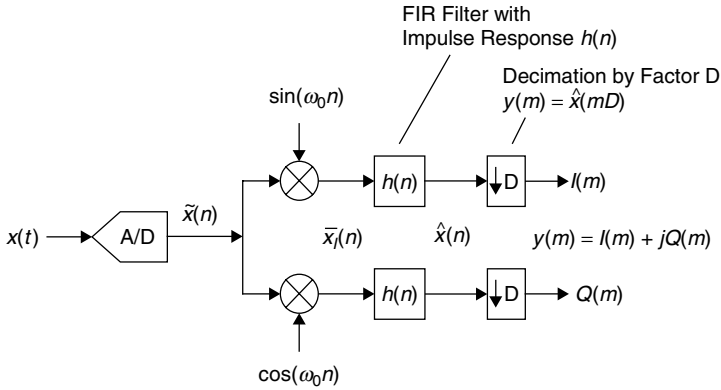 FIR Filter with
Impulse Response h(n)
Decimation by Factor D
y(m) = x̂(mD)
sin(ω₀n)
h(n)
↓D
I(m)
x(t)
A/D
x̃(n)
x̄ₗ(n)
x̂(n)
y(m) = I(m) + jQ(m)
h(n)
↓D
Q(m)
cos(ω₀n)